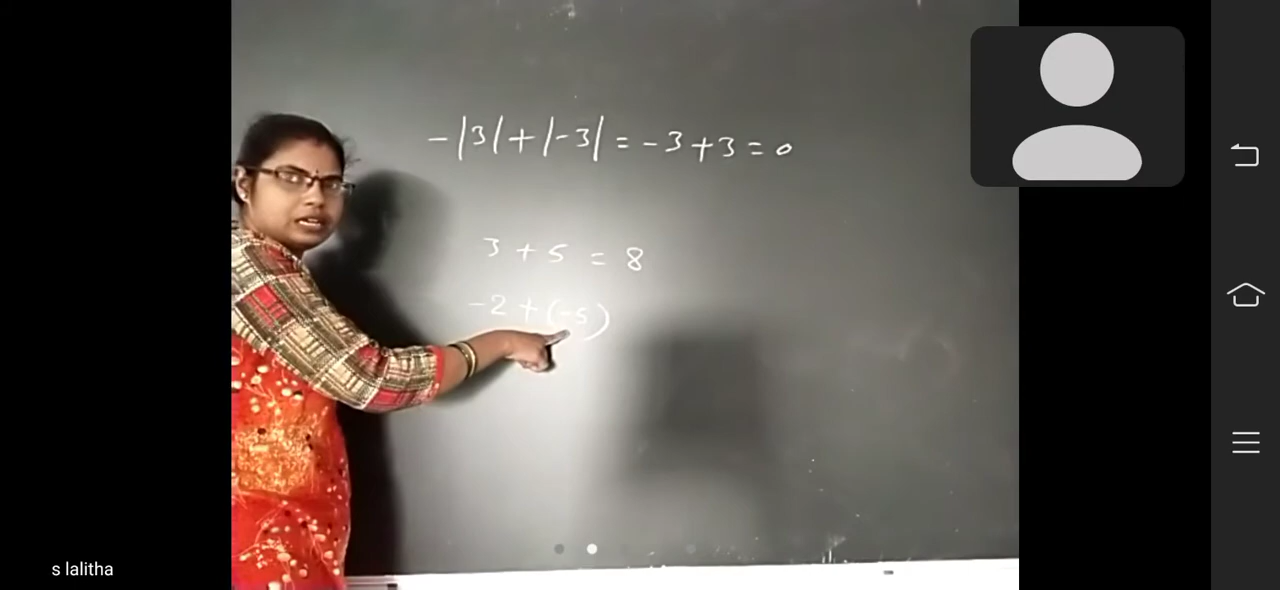 -|3|+|-3| = -3+3=0
3 + 5 = 8
-2 + (-5)
s lalitha